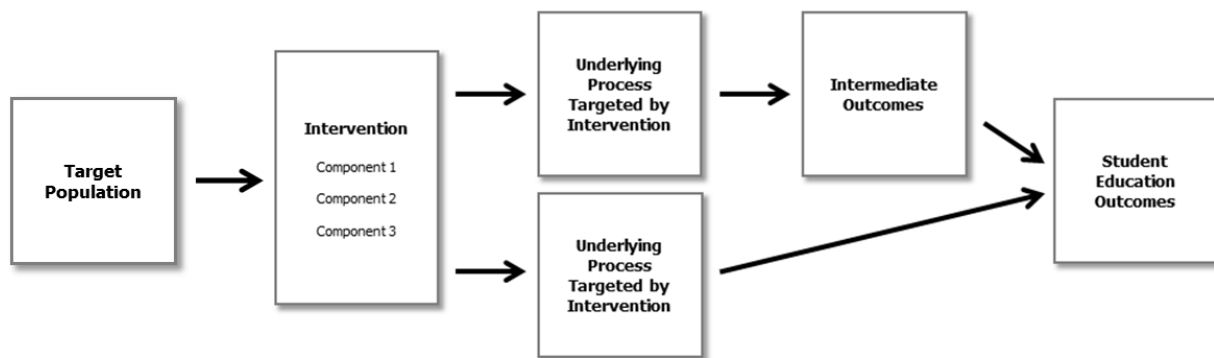 Target
Population
Intervention
Component 1
Component 2
Component 3
Underlying
Process
Targeted by
Intervention
Intermediate
Outcomes
Underlying
Process
Targeted by
Intervention
Student
Education
Outcomes